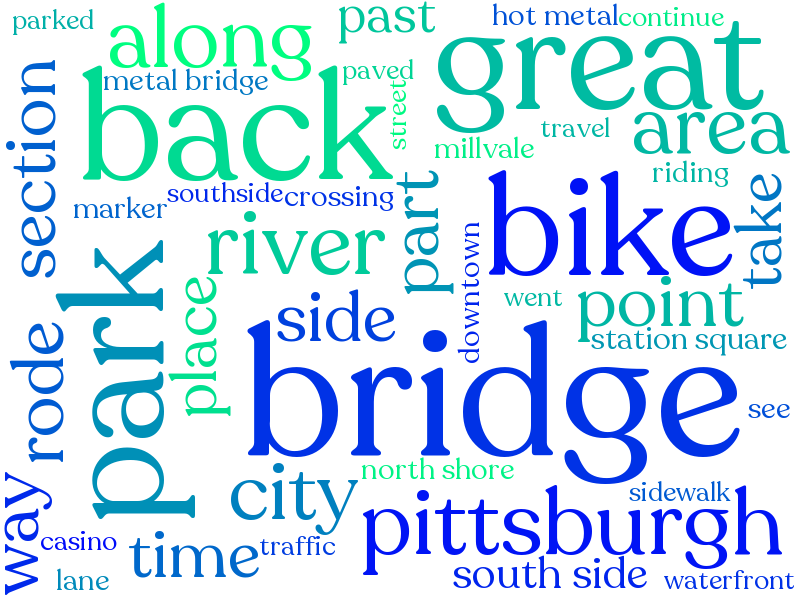 parked
along
past
hot metal
continue
great
metal bridge
paved
back
street
section
travel
area
millvale
riding
southside
crossing
marker
part
bike
take
river
park
downtown
place
went
point
side
station square
rode
bridge
see
north shore
city
way
sidewalk
pittsburgh
casino
time
traffic
lane
south side
waterfront